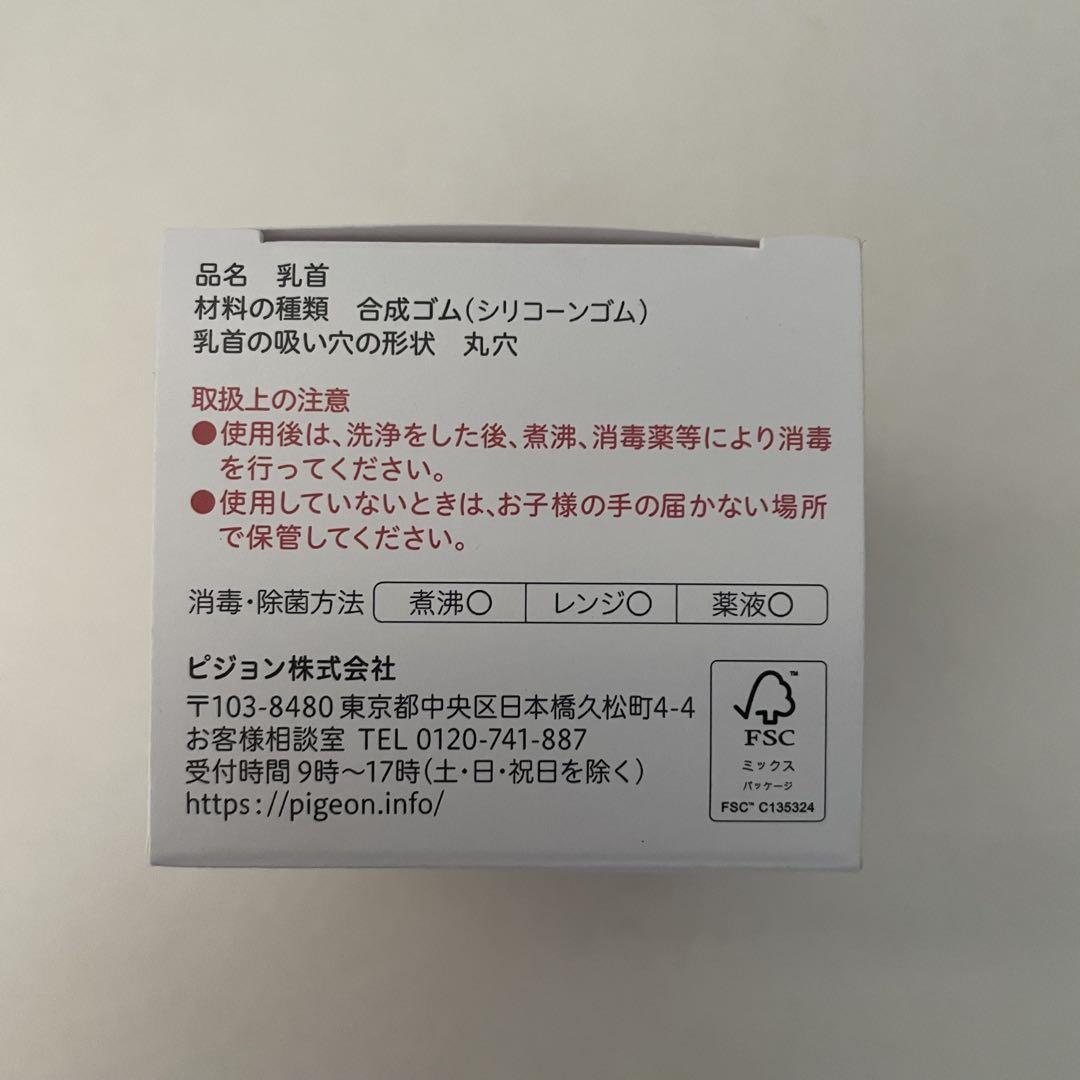 品名　乳首
材料の種類　合成ゴム(シリコーンゴム)
乳首の吸い穴の形状　丸穴
取扱上の注意
●使用後は、洗浄をした後、煮沸、消毒薬等により消毒
を行ってください。
●使用していないときは、お子様の手の届かない場所
で保管してください。
消毒・除菌方法 煮沸〇 レンジ〇 薬液〇
ピジョン株式会社
〒103-8480 東京都中央区日本橋久松町4-4
お客様相談室 TEL 0120-741-887
受付時間 9時〜17時(土・日・祝日を除く)
https://pigeon.info/
™
FSC
ミックス
パッケージ
FSC™ C135324